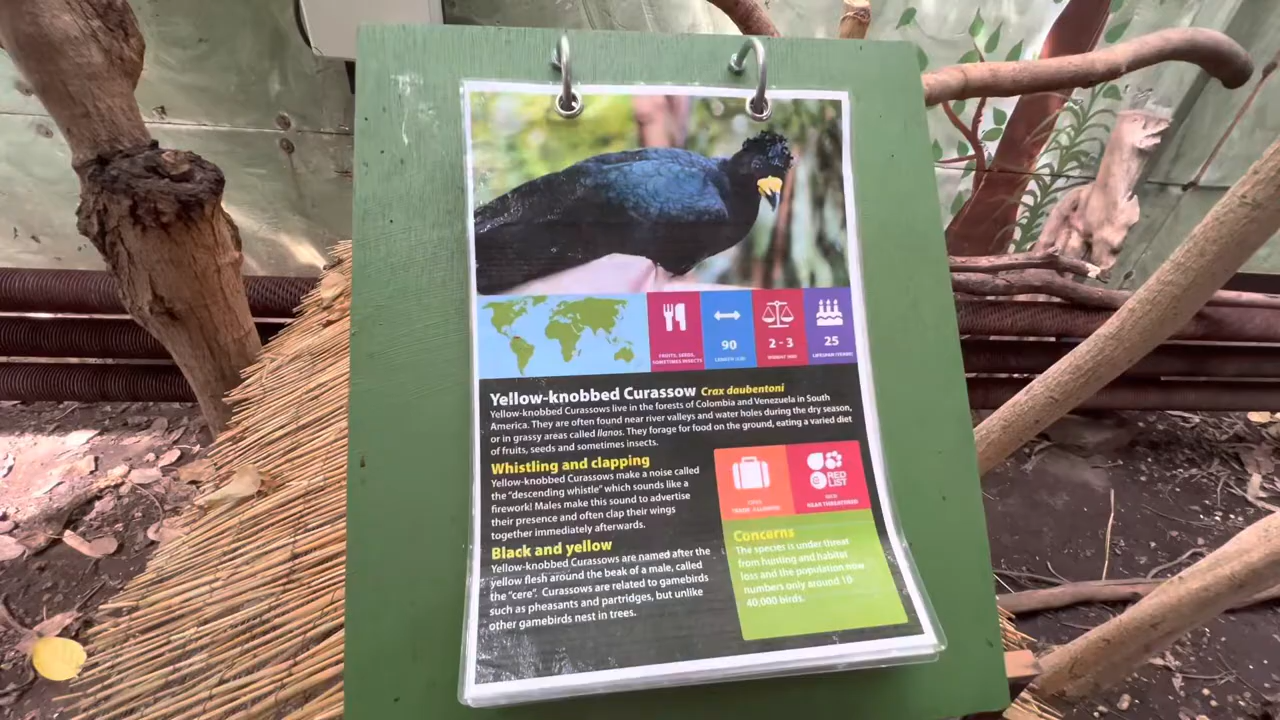 FRUITS, SEEDS,
SOMETIMES INSECTS
90
LENGTH (CM)
2 - 3
WEIGHT (KG)
25
LIFESPAN (YEARS)
Yellow-knobbed Curassow Crax daubentoni
Yellow-knobbed Curassows live in the forests of Colombia and Venezuela in South
America. They are often found near river valleys and water holes during the dry season,
or in grassy areas called llanos. They forage for food on the ground, eating a varied diet
of fruits, seeds and sometimes insects.
Whistling and clapping
Yellow-knobbed Curassows make a noise called
the "descending whistle" which sounds like a
firework! Males make this sound to advertise
their presence and often clap their wings
together immediately afterwards.
Black and yellow
Yellow-knobbed Curassows are named after the
yellow flesh around the beak of a male, called
the "cere". Curassows are related to gamebirds
such as pheasants and partridges, but unlike
other gamebirds nest in trees.
TRADE ALLOWED
RED
LIST
NEAR THREATENED
Concerns
The species is under threat
from hunting and habitat
loss and the population now
numbers only around 10
40,000 birds.